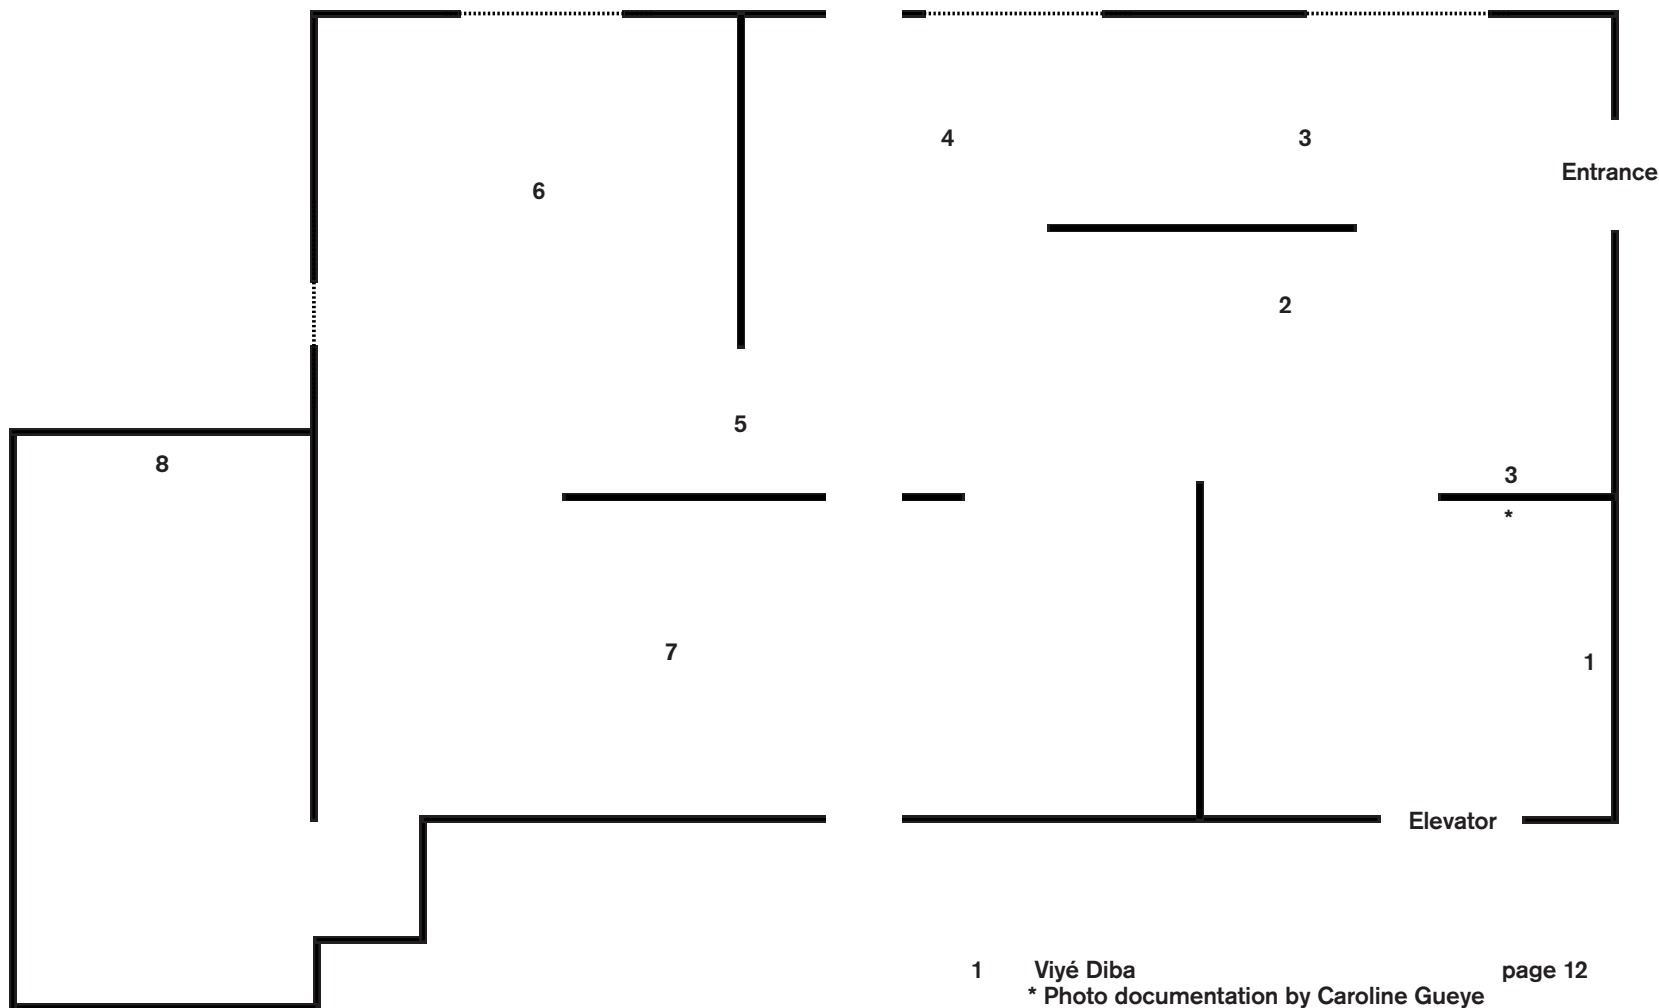 4
3
Entrance
6
2
5
8
3
*
7
1
Elevator
1 Viyé Diba page 12
* Photo documentation by Caroline Gueye